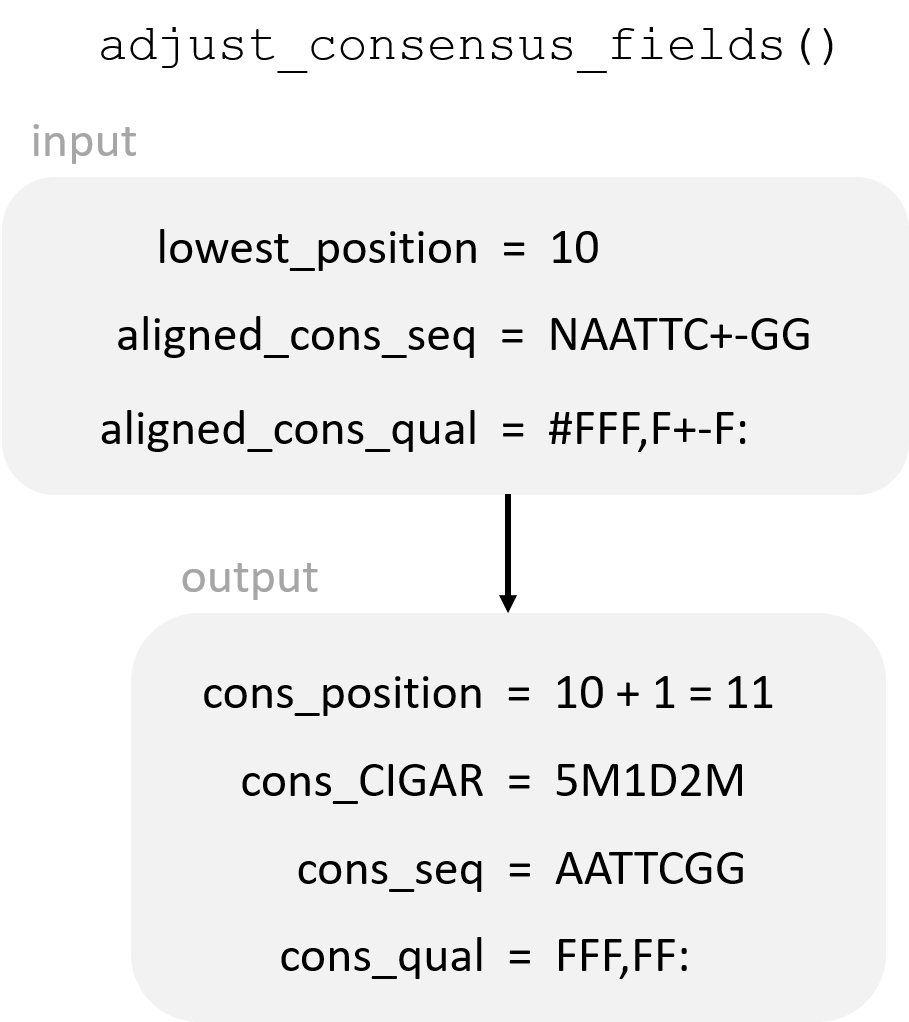 adjust_consensus_fields()
input
lowest_position = 10
aligned_cons_seq = NAATTC+-GG
aligned_cons_qual = #FFF,F+-F:
output
cons_position = 10 + 1 = 11
cons_CIGAR = 5M1D2M
cons_seq = AATTCGG
cons_qual = FFF,FF: